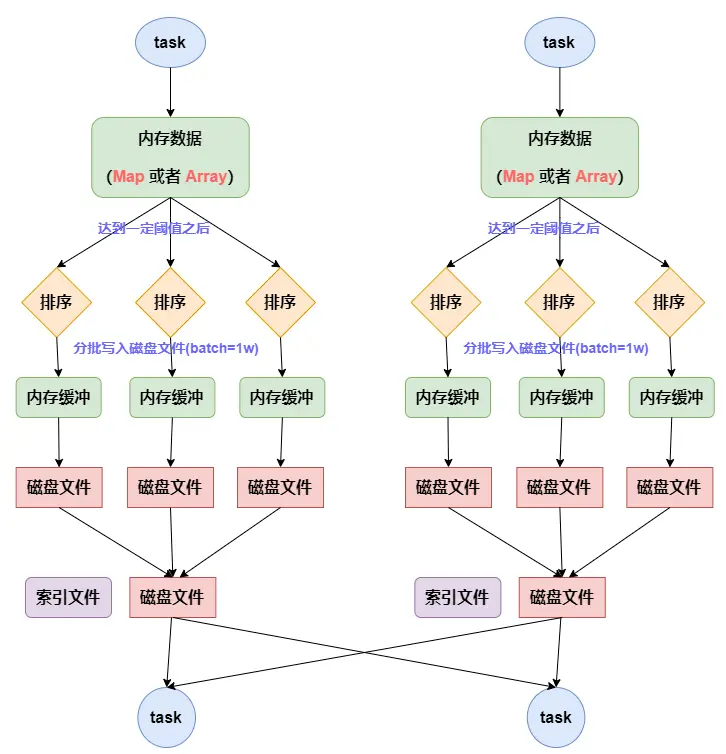 task
task
内存数据
(Map 或者 Array)
内存数据
(Map 或者 Array)
达到一定阈值之后
达到一定阈值之后
排序
排序
排序
排序
排序
排序
分批写入磁盘文件(batch=1w)
分批写入磁盘文件(batch=1w)
内存缓冲
内存缓冲
内存缓冲
内存缓冲
内存缓冲
内存缓冲
磁盘文件
磁盘文件
磁盘文件
磁盘文件
磁盘文件
磁盘文件
索引文件
磁盘文件
索引文件
磁盘文件
task
task